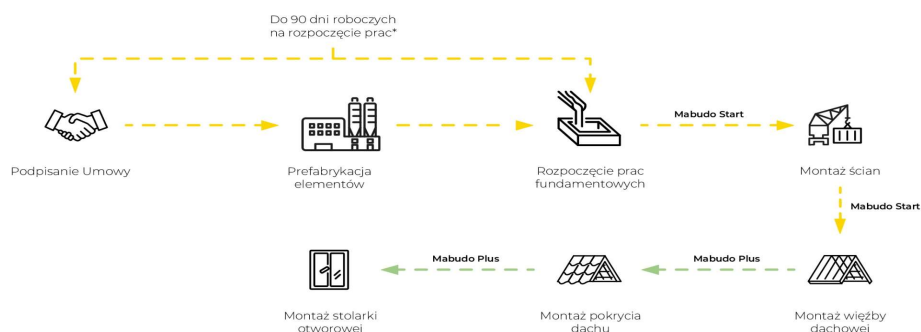 Do 90 dni roboczych
na rozpoczęcie prac*
Mabudo Start
Podpisanie Umowy
Prefabrykacja
elementów
Rozpoczęcie prac
fundamentowych
Montaż ścian
Mabudo Start
Mabudo Plus
Mabudo Plus
Montaż stolarki
otworowej
Montaż pokrycia
dachu
Montaż więźby
dachowej